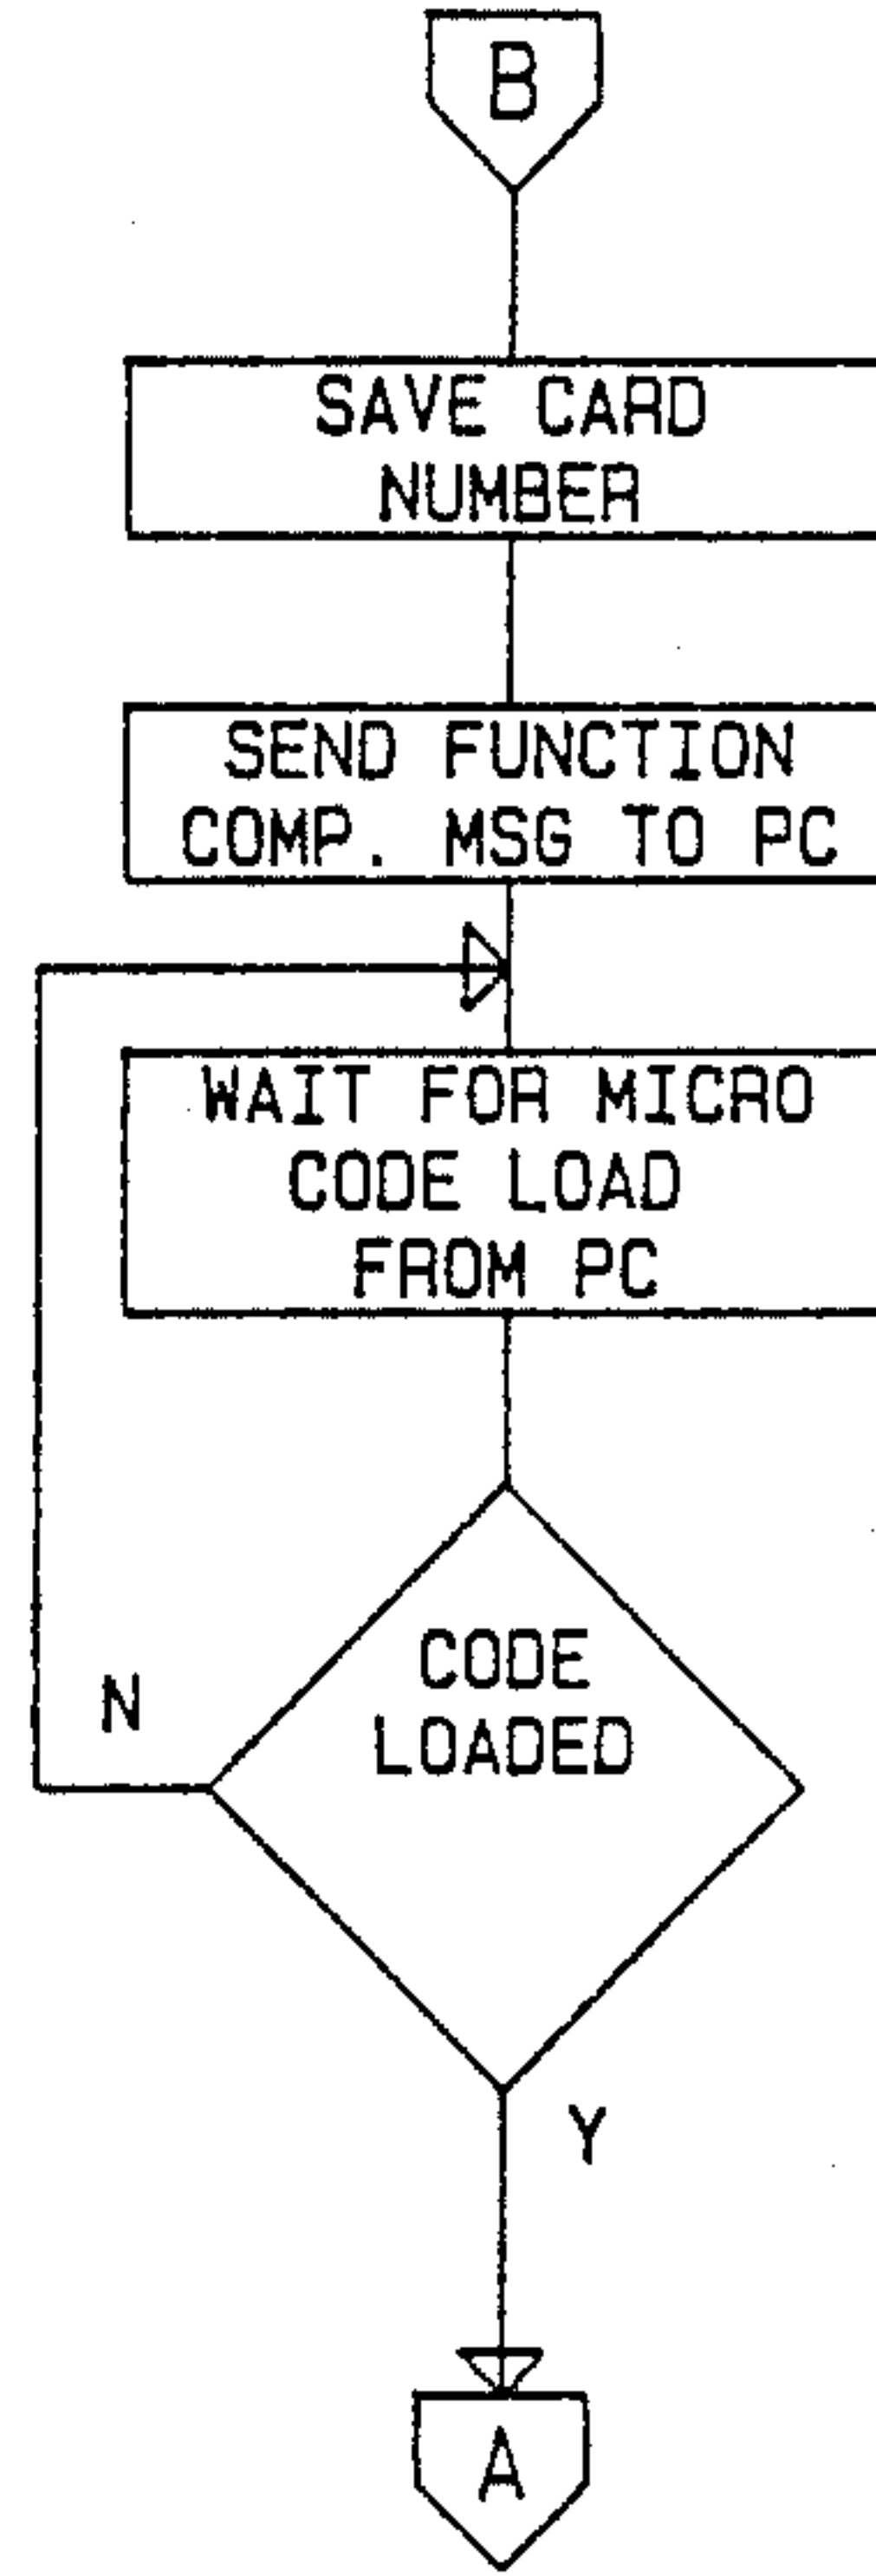 B
SAVE CARD
NUMBER
SEND FUNCTION
COMP. MSG TO PC
WAIT FOR MICRO
CODE LOAD
FROM PC
CODE
LOADED
N
Y
A